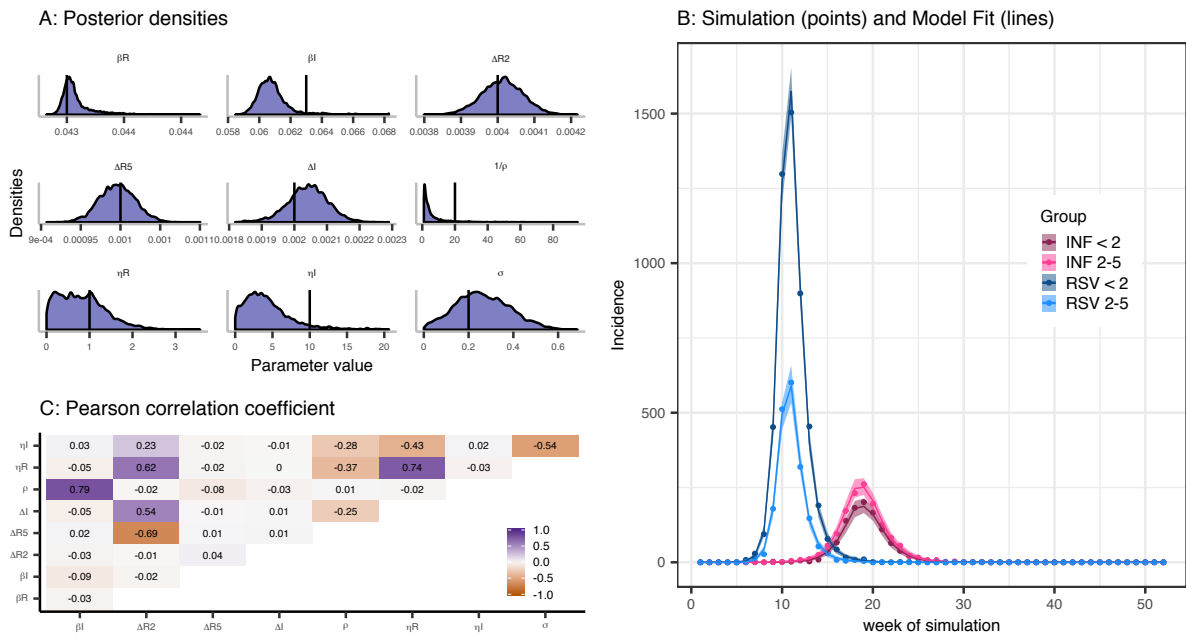 A: Posterior densities
βR
βI
ΔR2
0.043 0.044 0.044
0.058 0.06 0.062 0.064 0.066 0.068
0.0038 0.0039 0.004 0.0041 0.0042
ΔR5
ΔI
1/ρ
9e-04 0.00095 0.001 0.001 0.0011
0.0018 0.0019 0.002 0.0021 0.0022 0.0023
0 20 40 60 80
ηR
ηI
σ
0 1 2 3
0 5 10 15 20
0.0 0.2 0.4 0.6
Densities
Parameter value
B: Simulation (points) and Model Fit (lines)
1500
1000
500
0
Incidence
0 10 20 30 40 50
week of simulation
Group
INF < 2
INF 2-5
RSV < 2
RSV 2-5
C: Pearson correlation coefficient
ηI 0.03 0.23 -0.02 -0.01 -0.28 -0.43 0.02 -0.54
ηR -0.05 0.62 -0.02 0 -0.37 0.74 -0.03
ρ 0.79 -0.02 -0.08 -0.03 0.01 -0.02
ΔI -0.05 0.54 -0.01 0.01 -0.25
ΔR5 0.02 -0.69 0.01 0.01
ΔR2 -0.03 -0.01 0.04
βI -0.09 -0.02
βR -0.03
βI ΔR2 ΔR5 ΔI ρ ηR ηI σ
1.0
0.5
0.0
-0.5
-1.0